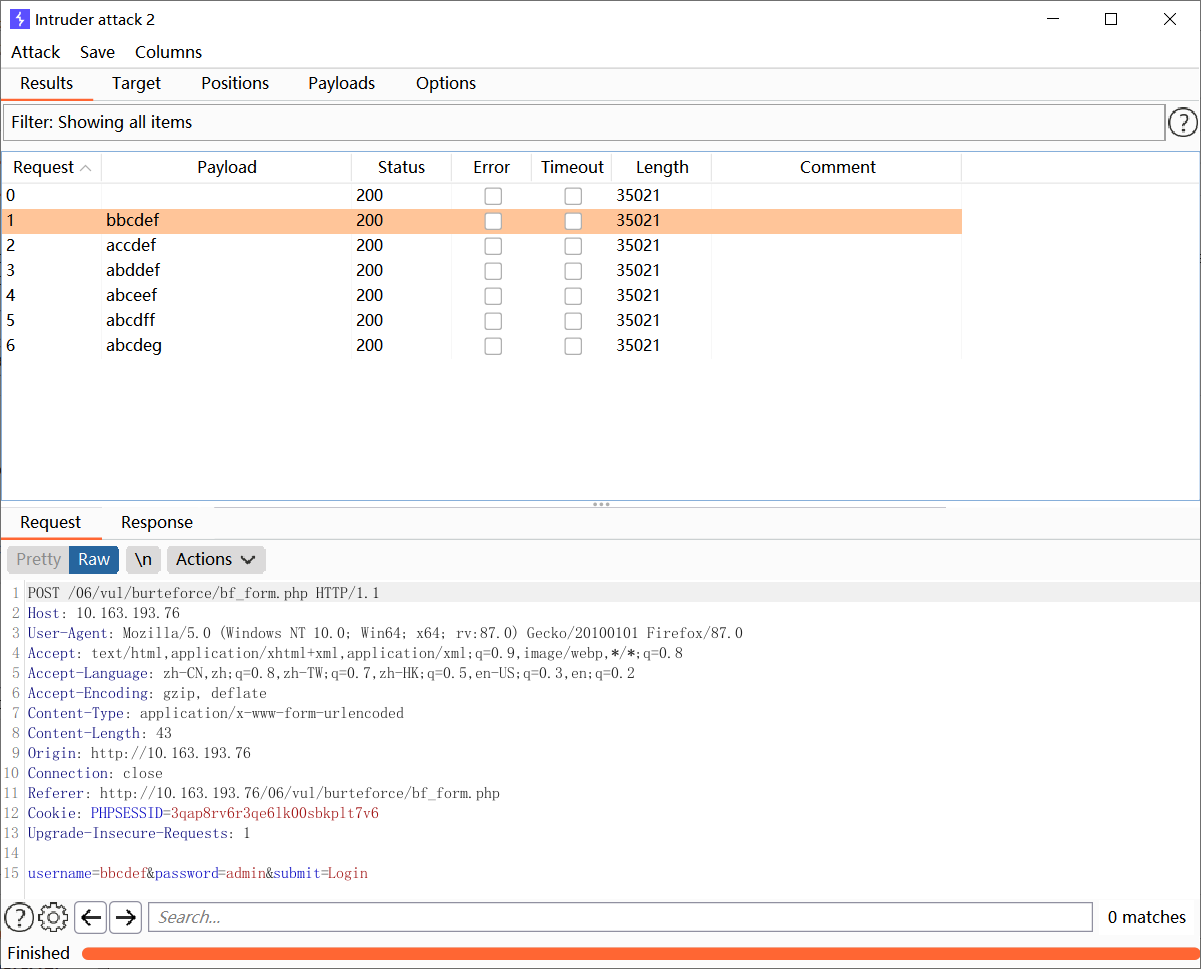 Intruder attack 2
Attack Save Columns
Results Target Positions Payloads Options
Filter: Showing all items
?
Request Payload Status Error Timeout Length Comment
0 200 35021
1 bbcdef 200 35021
2 accdef 200 35021
3 abddef 200 35021
4 abceef 200 35021
5 abcdff 200 35021
6 abcdeg 200 35021
Request Response
Pretty Raw \n Actions
1 POST /06/vul/burteforce/bf_form.php HTTP/1.1
2 Host: 10.163.193.76
3 User-Agent: Mozilla/5.0 (Windows NT 10.0; Win64; x64; rv:87.0) Gecko/20100101 Firefox/87.0
4 Accept: text/html,application/xhtml+xml,application/xml;q=0.9,image/webp,*/*;q=0.8
5 Accept-Language: zh-CN,zh;q=0.8,zh-TW;q=0.7,zh-HK;q=0.5,en-US;q=0.3,en;q=0.2
6 Accept-Encoding: gzip, deflate
7 Content-Type: application/x-www-form-urlencoded
8 Content-Length: 43
9 Origin: http://10.163.193.76
10 Connection: close
11 Referer: http://10.163.193.76/06/vul/burteforce/bf_form.php
12 Cookie: PHPSESSID=3qap8rv6r3qe6lk00sbkplt7v6
13 Upgrade-Insecure-Requests: 1
14
15 username=bbcdef&password=admin&submit=Login
? Search... 0 matches
Finished